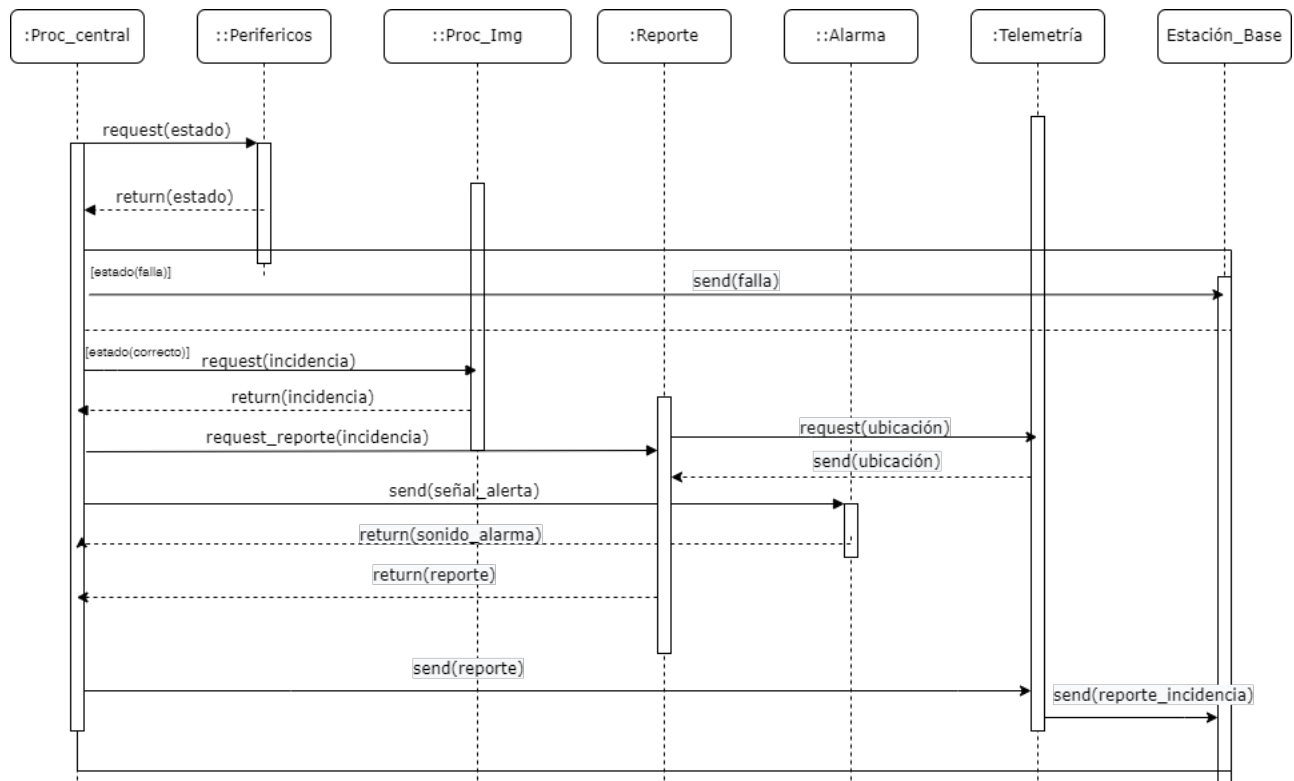 :Proc_central
::Perifericos
::Proc_Img
:Reporte
::Alarma
:Telemetría
Estación_Base
request(estado)
return(estado)
[estado(falla)]
send(falla)
[estado(correcto)]
request(incidencia)
return(incidencia)
request_reporte(incidencia)
request(ubicación)
send(ubicación)
send(señal_alerta)
return(sonido_alarma)
return(reporte)
send(reporte)
send(reporte_incidencia)